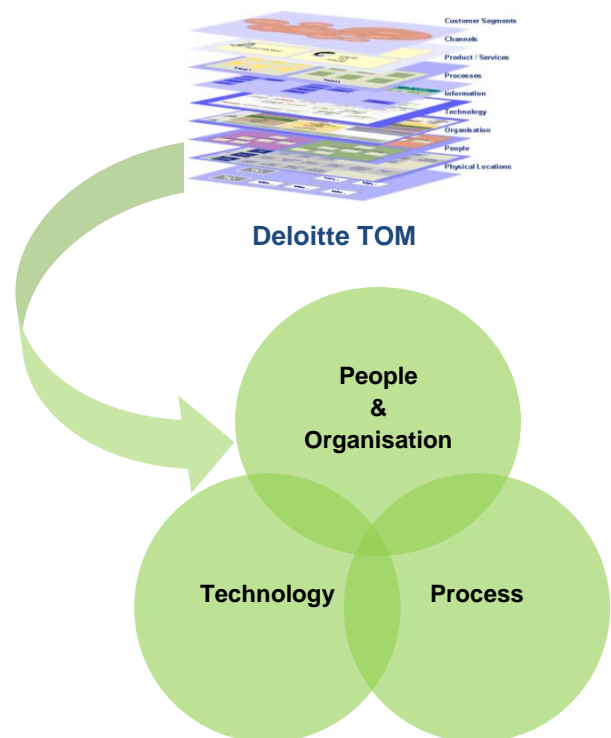 Customer Segments
Channels
Product / Services
Processes
Information
Technology
Organisation
People
Physical Locations
Deloitte TOM
People
&
Organisation
Technology
Process